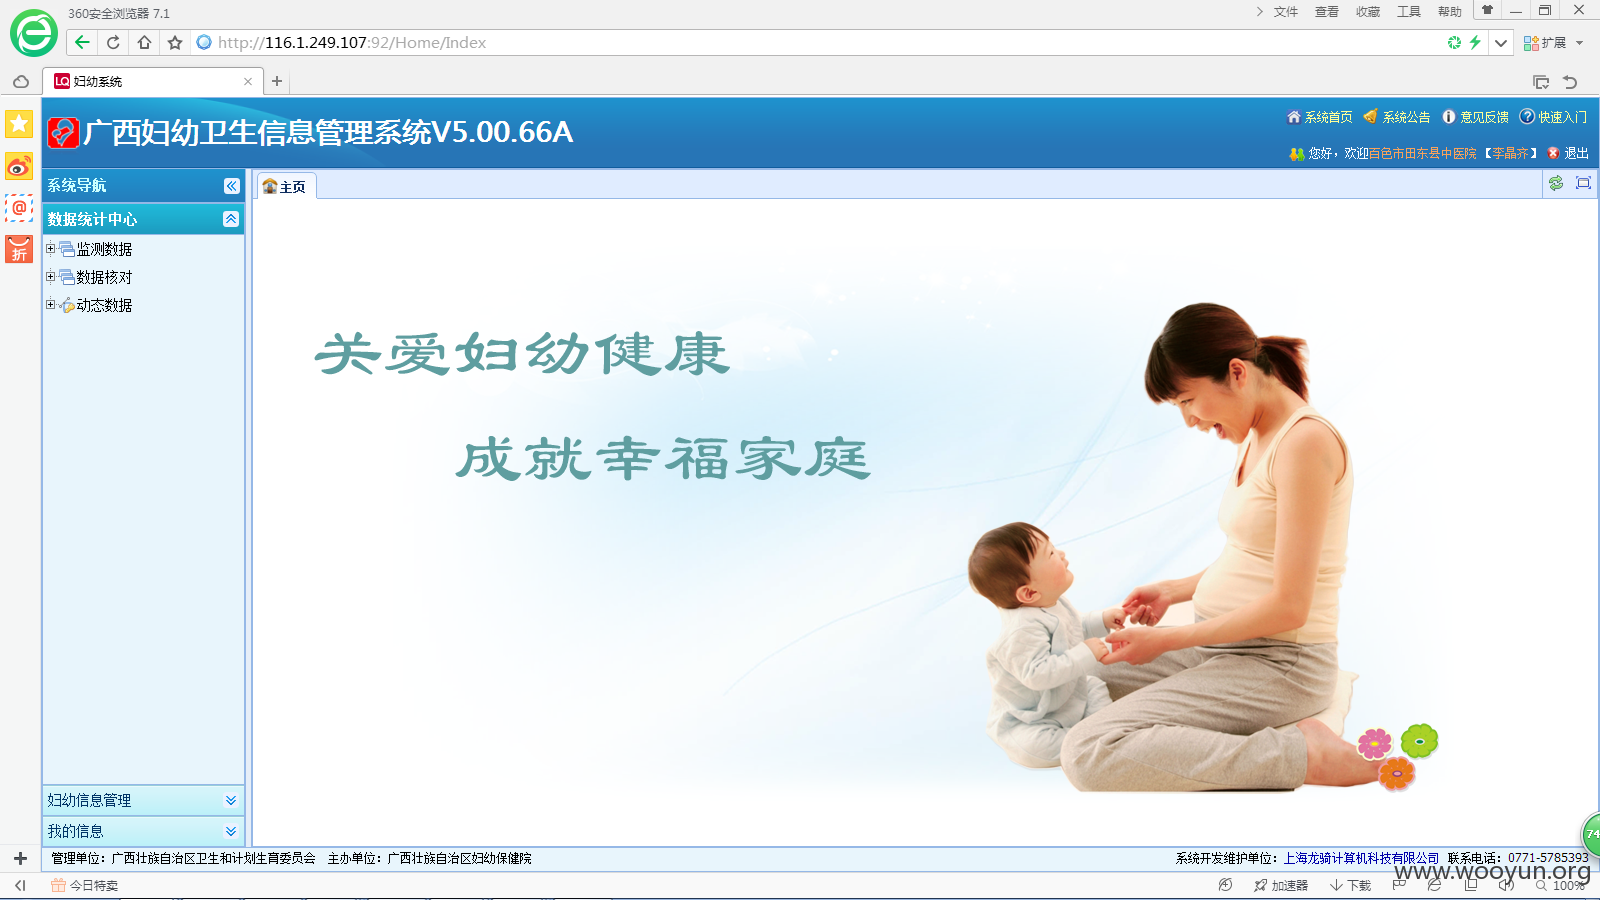 360安全浏览器 7.1
文件 查看 收藏 工具 帮助
http://116.1.249.107:92/Home/Index
扩展
LQ 妇幼系统
广西妇幼卫生信息管理系统V5.00.66A
系统首页 系统公告 意见反馈 快速入门
您好，欢迎百色市田东县中医院 【李晶齐】 退出
系统导航
主页
数据统计中心
监测数据
数据核对
动态数据
折
关爱妇幼健康
成就幸福家庭
妇幼信息管理
我的信息
74
管理单位：广西壮族自治区卫生和计划生育委员会 主办单位：广西壮族自治区妇幼保健院
系统开发维护单位：上海龙骑计算机科技有限公司 联系电话：0771-5785393
www.wooyun.org
今日特卖
加速器 下载 100%